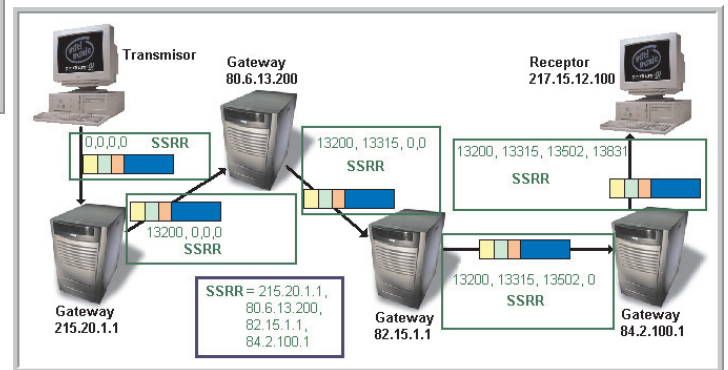 Transmisor
Gateway
80.6.13.200
Receptor
217.15.12.100
0,0,0,0 SSRR
13200, 13315, 0,0
SSRR
13200, 13315, 13502, 13831
SSRR
13200, 0,0,0
SSRR
13200, 13315, 13502, 0
SSRR
SSRR = 215.20.1.1,
80.6.13.200,
82.15.1.1,
84.2.100.1
Gateway
215.20.1.1
Gateway
82.15.1.1
Gateway
84.2.100.1